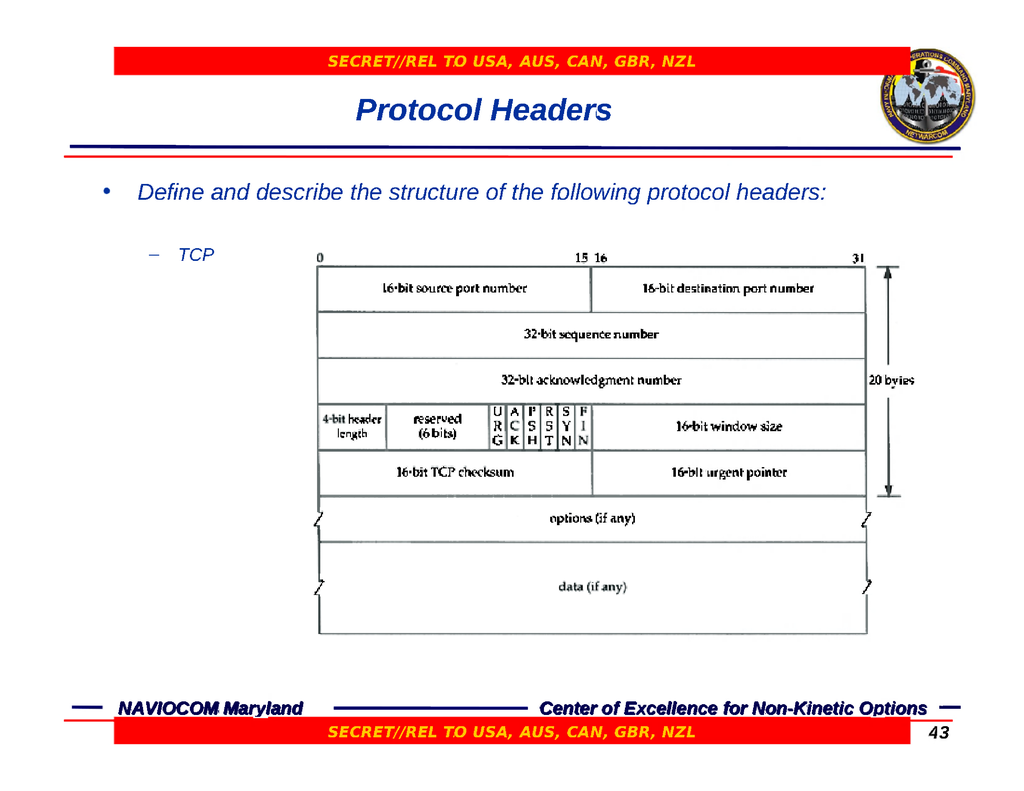 SECRET//REL TO USA, AUS, CAN, GBR, NZL
Protocol Headers
• Define and describe the structure of the following protocol headers:
– TCP
0 15 16 31
16-bit source port number 16-bit destination port number
32-bit sequence number
32-bit acknowledgment number 20 bytes
4-bit header length reserved (6 bits) URG ACK PSH RST SYN FIN 16-bit window size
16-bit TCP checksum 16-bit urgent pointer
options (if any)
data (if any)
NAVIOCOM Maryland Center of Excellence for Non-Kinetic Options
SECRET//REL TO USA, AUS, CAN, GBR, NZL
43